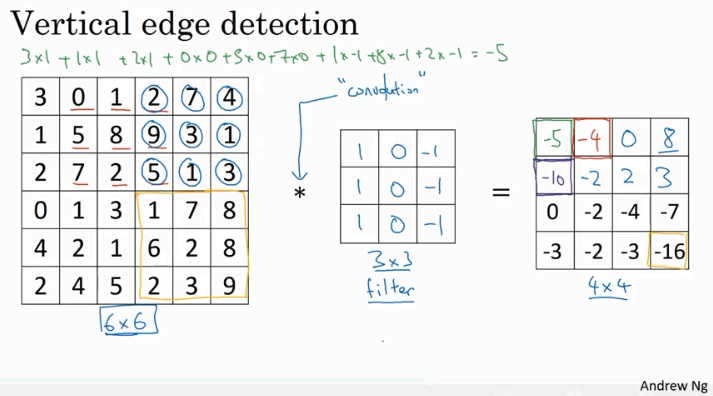 Vertical edge detection
3×1 + 1×1 + 2×1 + 0×0 + 5×0 + 7×0 + 1×-1 + 8×-1 + 2×-1 = -5
"convolution"
3 0 1 2 7 4
1 5 8 9 3 1
2 7 2 5 1 3
0 1 3 1 7 8
4 2 1 6 2 8
2 4 5 2 3 9
6×6
*
1 0 -1
1 0 -1
1 0 -1
3×3
filter
=
-5 -4 0 8
-10 -2 2 3
0 -2 -4 -7
-3 -2 -3 -16
4×4
Andrew Ng